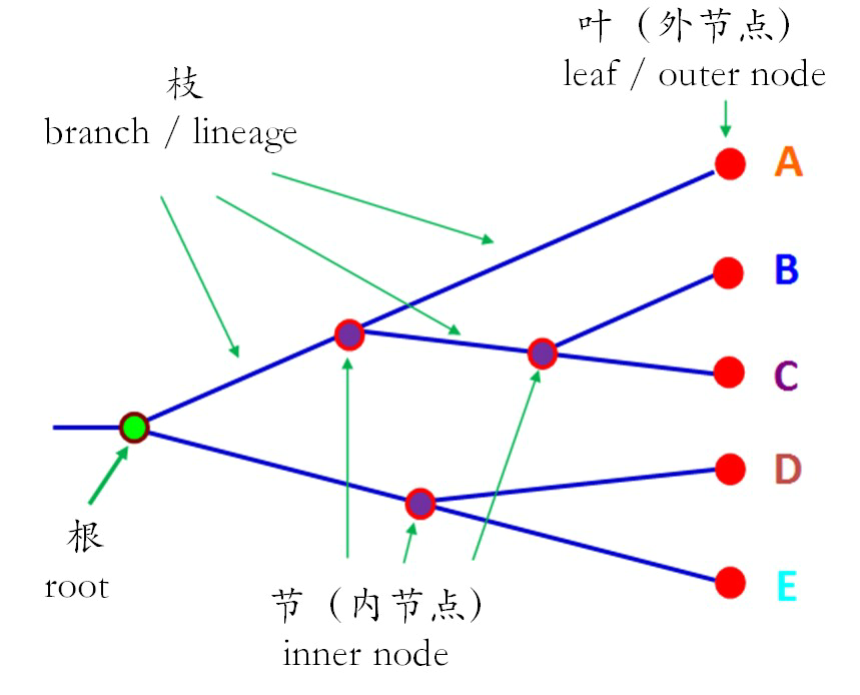 叶（外节点）
leaf / outer node
枝
branch / lineage
A
B
C
D
E
根
root
节（内节点）
inner node